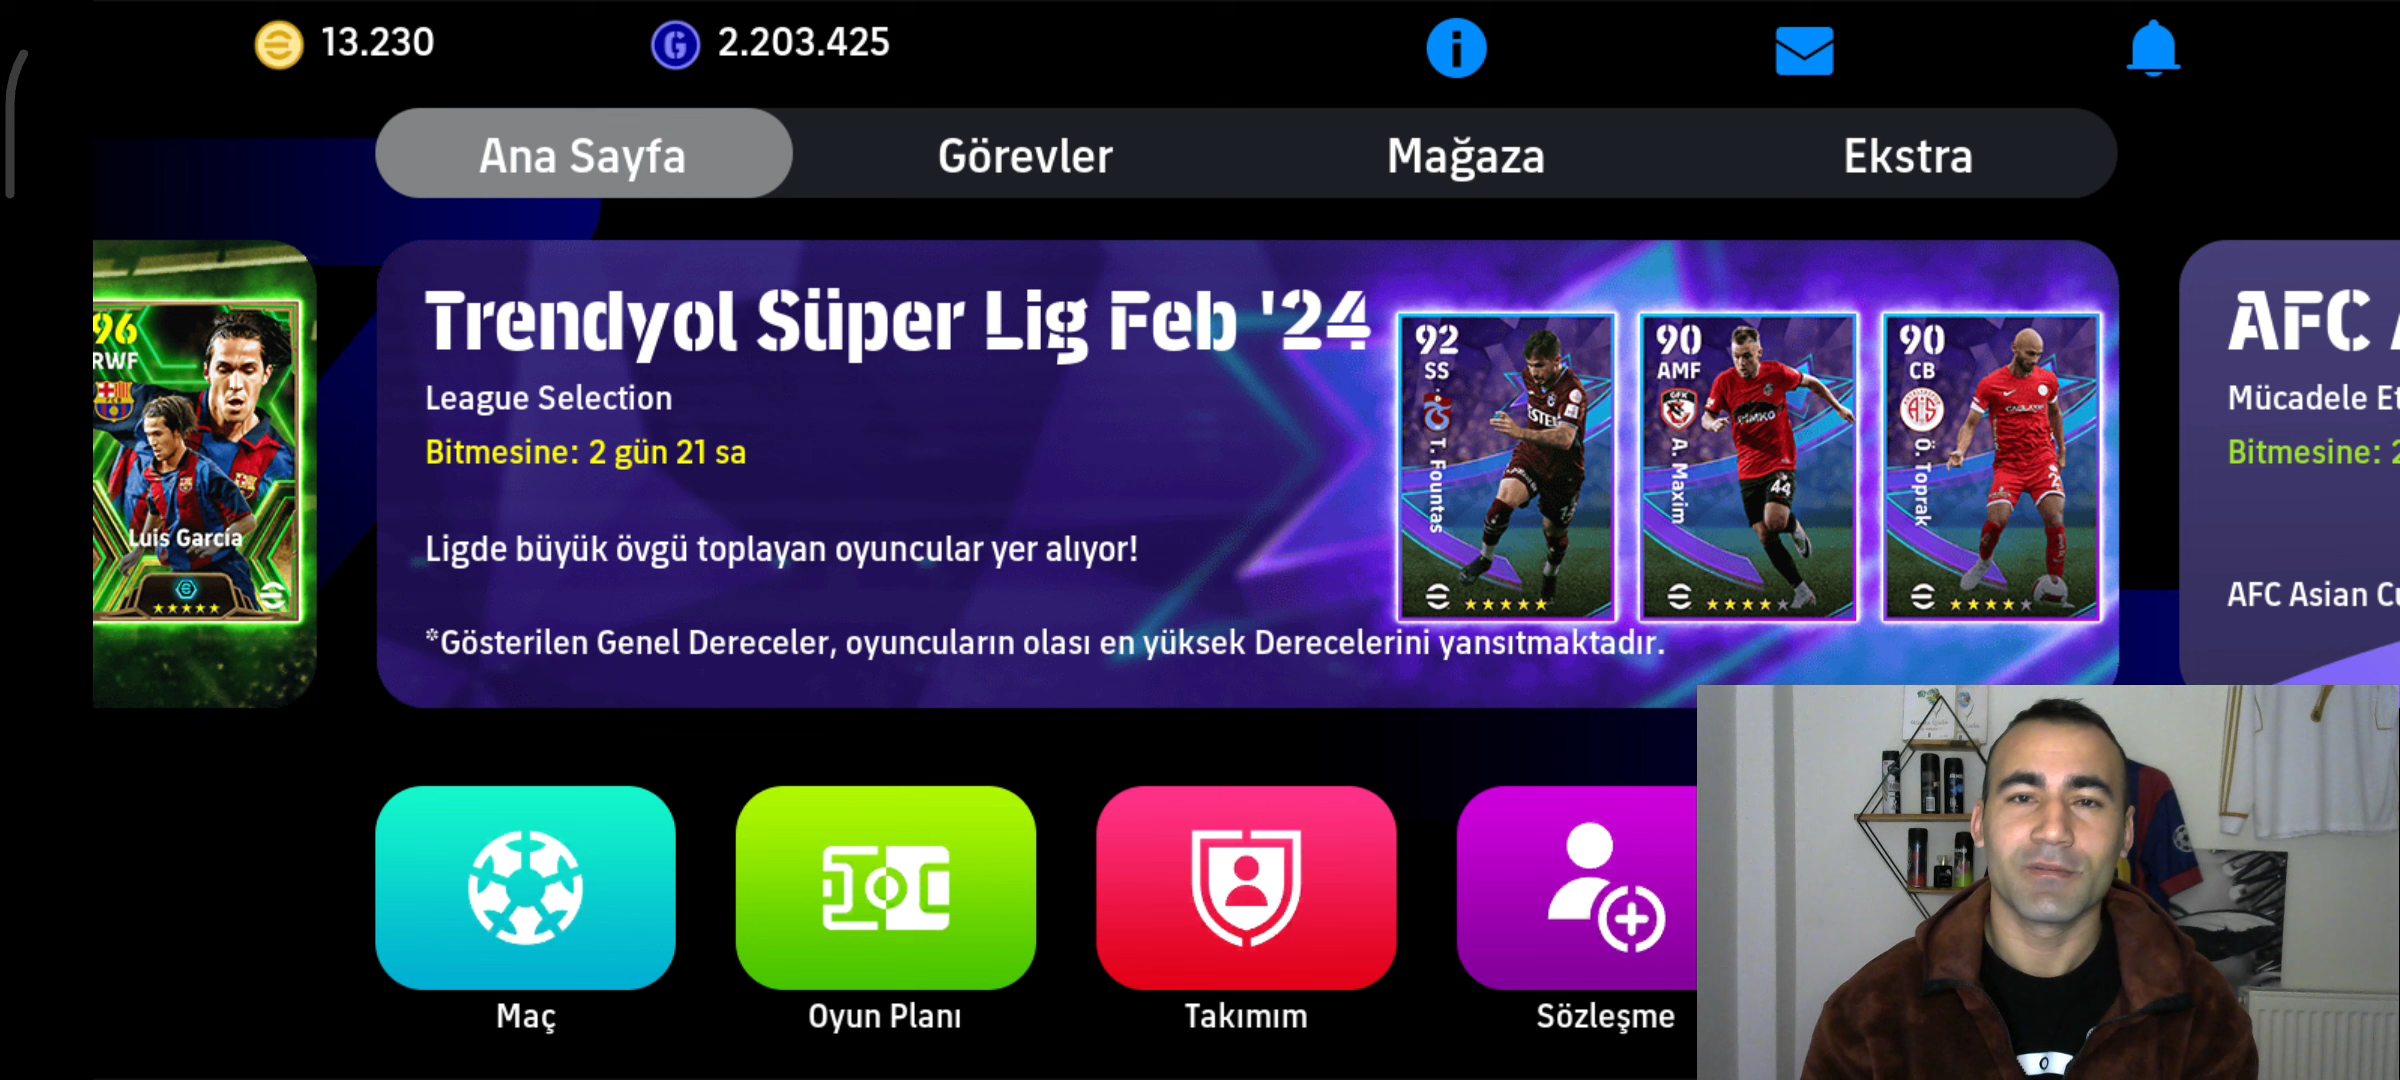 13.230
2.203.425
Ana Sayfa
Görevler
Mağaza
Ekstra
96
RWF
Luis García
Trendyol Süper Lig Feb '24
League Selection
Bitmesine: 2 gün 21 sa
Ligde büyük övgü toplayan oyuncular yer alıyor!
*Gösterilen Genel Dereceler, oyuncuların olası en yüksek Derecelerini yansıtmaktadır.
92
SS
T. Fountas
90
AMF
A. Maxim
44
90
CB
Ö. Toprak
AFC
Mücadele
Bitmesine: 2
AFC Asian
Maç
Oyun Planı
Takımım
Sözleşme